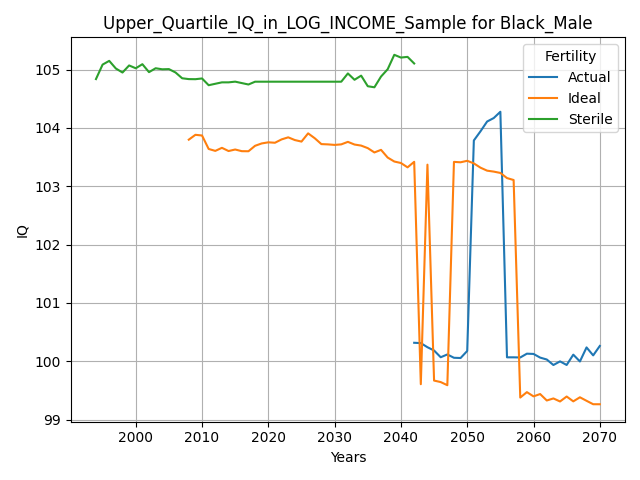 Upper_Quartile_IQ_in_LOG_INCOME_Sample for Black_Male
Fertility
Actual
Ideal
Sterile
IQ
105
104
103
102
101
100
99
2000 2010 2020 2030 2040 2050 2060 2070
Years